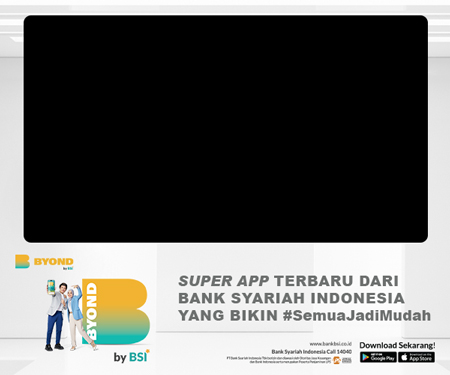 BYOND
by BSI
SUPER APP TERBARU DARI
BANK SYARIAH INDONESIA
YANG BIKIN #SemuaJadiMudah
BYOND
by BSI
www.bankbsi.co.id
Bank Syariah Indonesia Call 14040
Download Sekarang!
Google Play
App Store